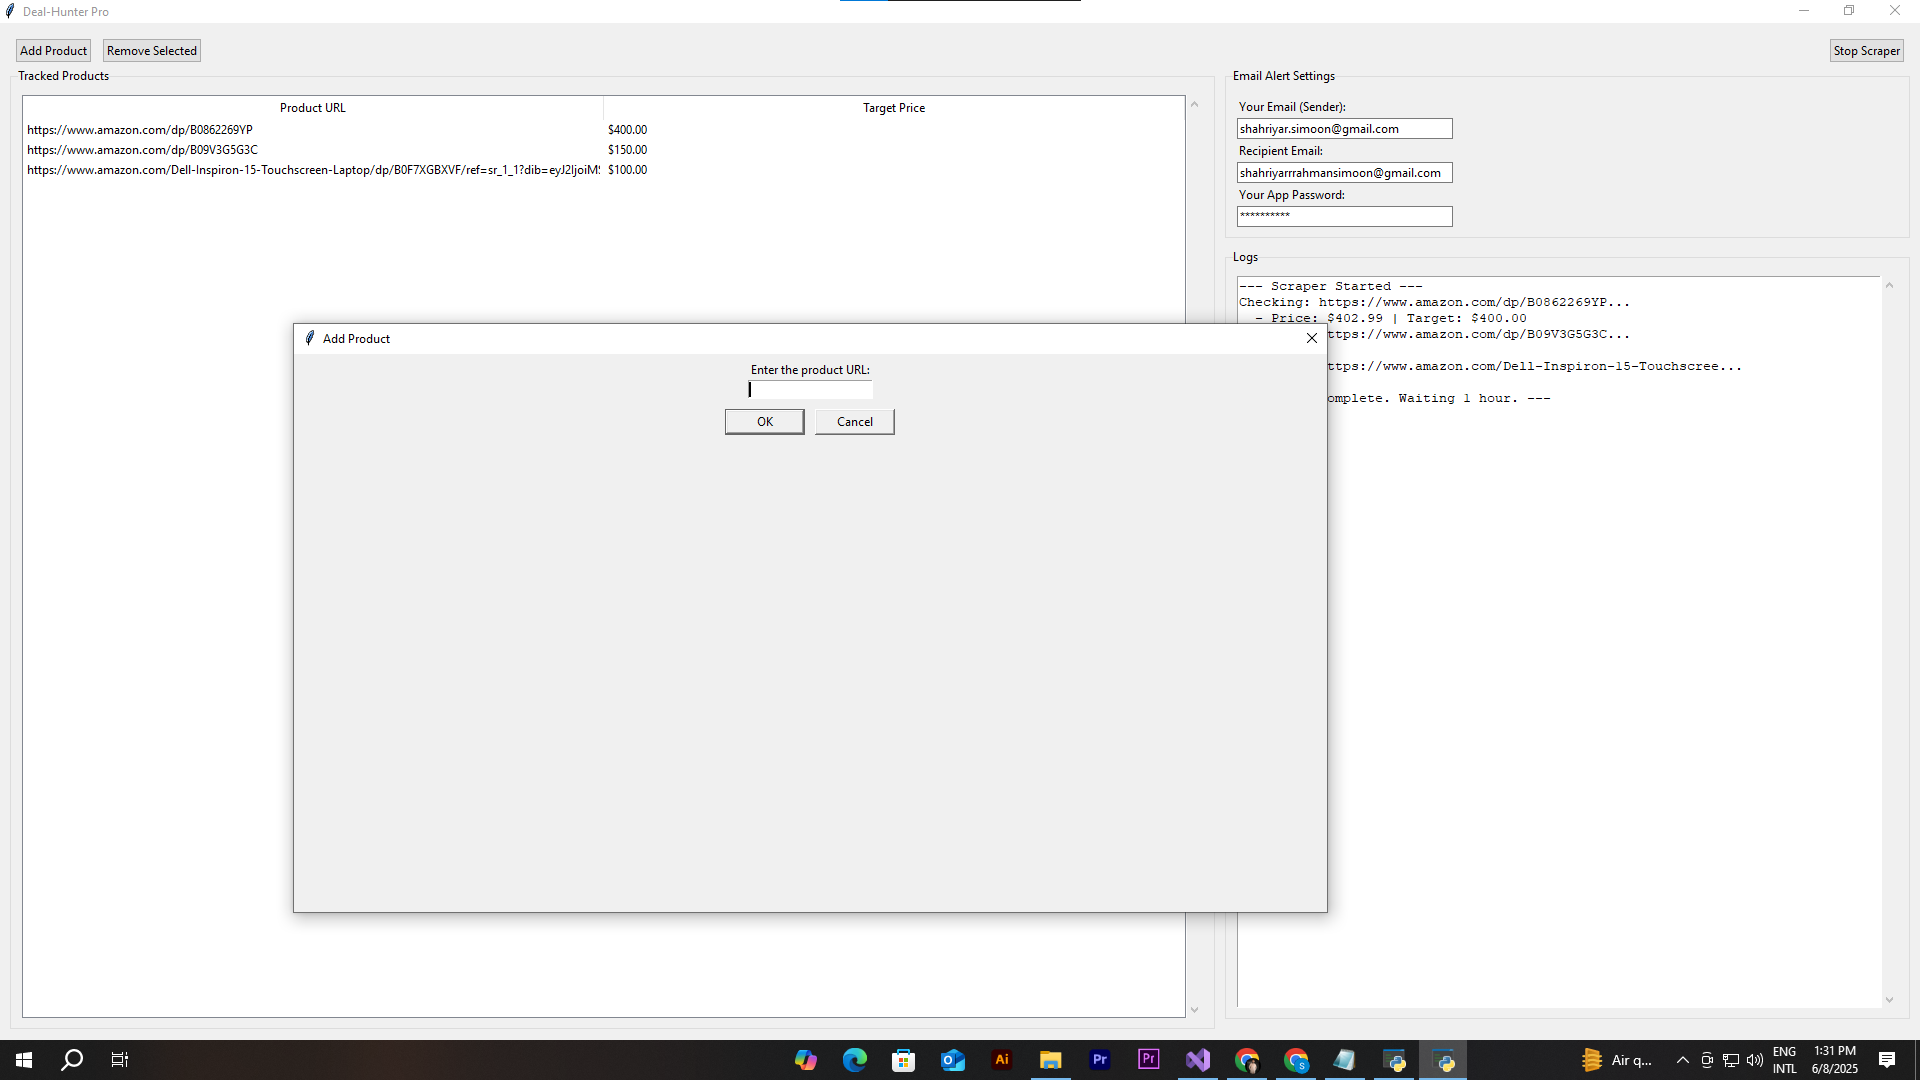 Deal-Hunter Pro
Add Product
Remove Selected
Stop Scraper
Tracked Products
Product URL
Target Price
https://www.amazon.com/dp/B0862269YP
$400.00
https://www.amazon.com/dp/B09V3G5G3C
$150.00
https://www.amazon.com/Dell-Inspiron-15-Touchscreen-Laptop/dp/B0F7XGBXVF/ref=sr_1_1?dib=eyJ2IjoiMS
$100.00
Email Alert Settings
Your Email (Sender):
shahriyar.simoon@gmail.com
Recipient Email:
shahriyarrrahmansimoon@gmail.com
Your App Password:
**********
Logs
--- Scraper Started ---
Checking: https://www.amazon.com/dp/B0862269YP...
- Price: $402.99 | Target: $400.00
ttps://www.amazon.com/dp/B09V3G5G3C...
ttps://www.amazon.com/Dell-Inspiron-15-Touchscree...
omplete. Waiting 1 hour. ---
Add Product
Enter the product URL:
OK
Cancel
Ai
Pr
Pr
S
Air q...
ENG
INTL
1:31 PM
6/8/2025